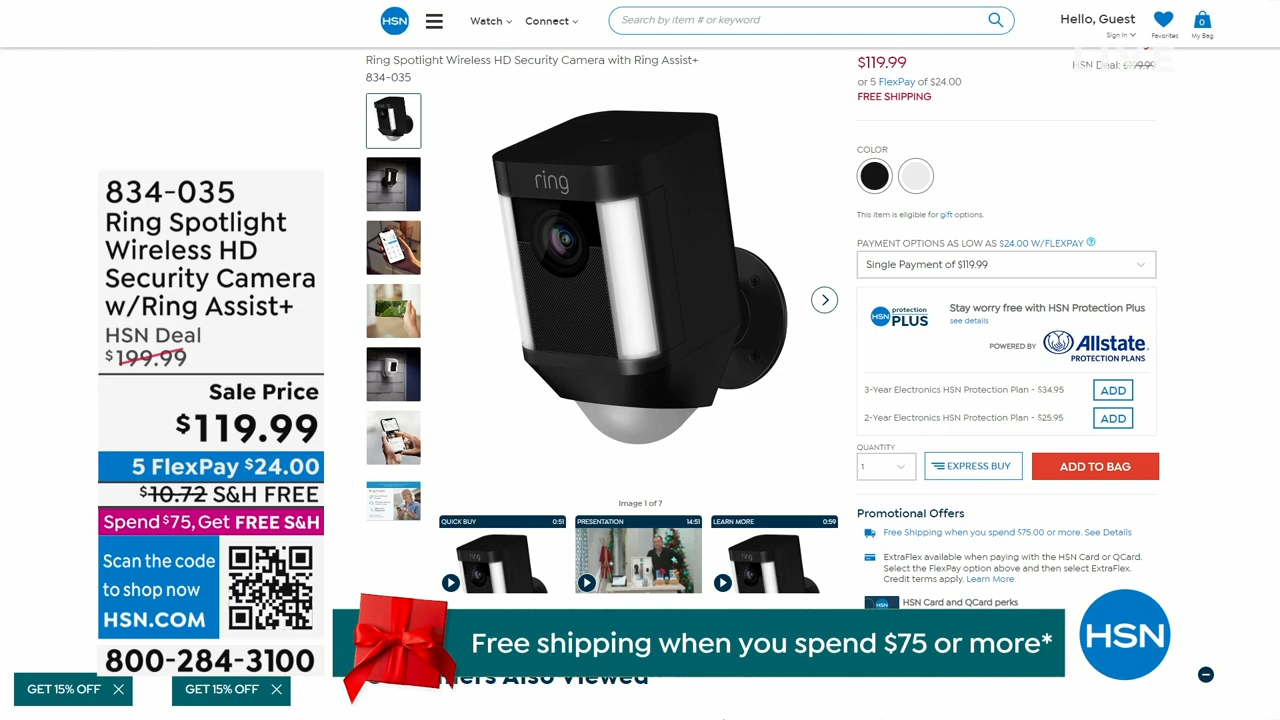 HSN
Watch
Connect
Search by item # or keyword
Hello, Guest
Sign in
Favorites
0
My Bag
Ring Spotlight Wireless HD Security Camera with Ring Assist+
834-035
$119.99
HSN Deal: $199.99
or 5 FlexPay of $24.00
FREE SHIPPING
COLOR
This item is eligible for gift options.
PAYMENT OPTIONS AS LOW AS $24.00 W/FLEXPAY
Single Payment of $119.99
HSN protection PLUS
Stay worry free with HSN Protection Plus
see details
POWERED BY
Allstate.
PROTECTION PLANS
3-Year Electronics HSN Protection Plan - $34.95
ADD
2-Year Electronics HSN Protection Plan - $25.95
ADD
QUANTITY
1
EXPRESS BUY
ADD TO BAG
Promotional Offers
Free Shipping when you spend $75.00 or more. See Details
ExtraFlex available when paying with the HSN Card or QCard.
Select the FlexPay option above and then select ExtraFlex.
Credit terms apply. Learn More
HSN
HSN Card and QCard perks
ring
Image 1 of 7
QUICK BUY
0:51
PRESENTATION
14:51
LEARN MORE
0:59
ring
ring
834-035
Ring Spotlight
Wireless HD
Security Camera
w/Ring Assist+
HSN Deal
$199.99
Sale Price
$119.99
5 FlexPay $24.00
$10.72 S&H FREE
Spend $75, Get FREE S&H
Scan the code
to shop now
HSN.COM
800-284-3100
Free shipping when you spend $75 or more*
HSN
Also Viewed
GET 15% OFF
GET 15% OFF